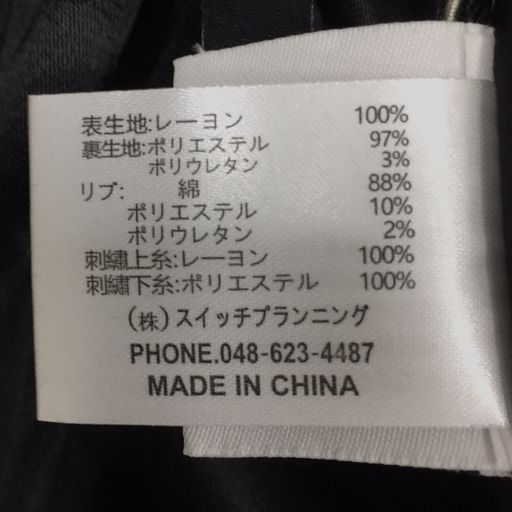 表生地:レーヨン 100%
裏生地:ポリエステル 97%
ポリウレタン 3%
リブ: 綿 88%
ポリエステル 10%
ポリウレタン 2%
刺繍上糸:レーヨン 100%
刺繍下糸:ポリエステル 100%
(株)スイッチプランニング
PHONE.048-623-4487
MADE IN CHINA